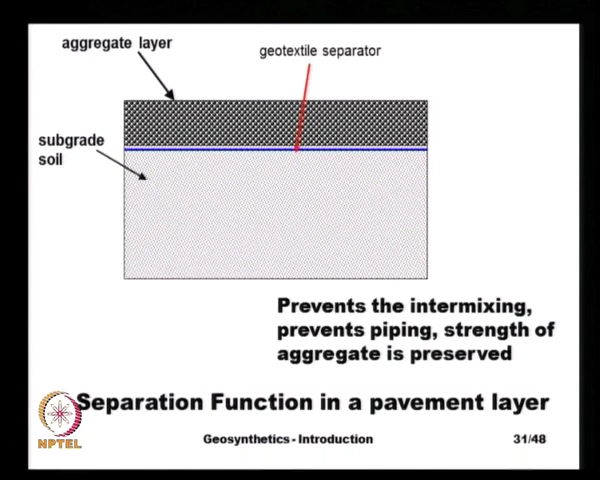 aggregate layer
geotextile separator
subgrade
soil
Prevents the intermixing,
prevents piping, strength of
aggregate is preserved
Separation Function in a pavement layer
NPTEL
Geosynthetics - Introduction
31/48